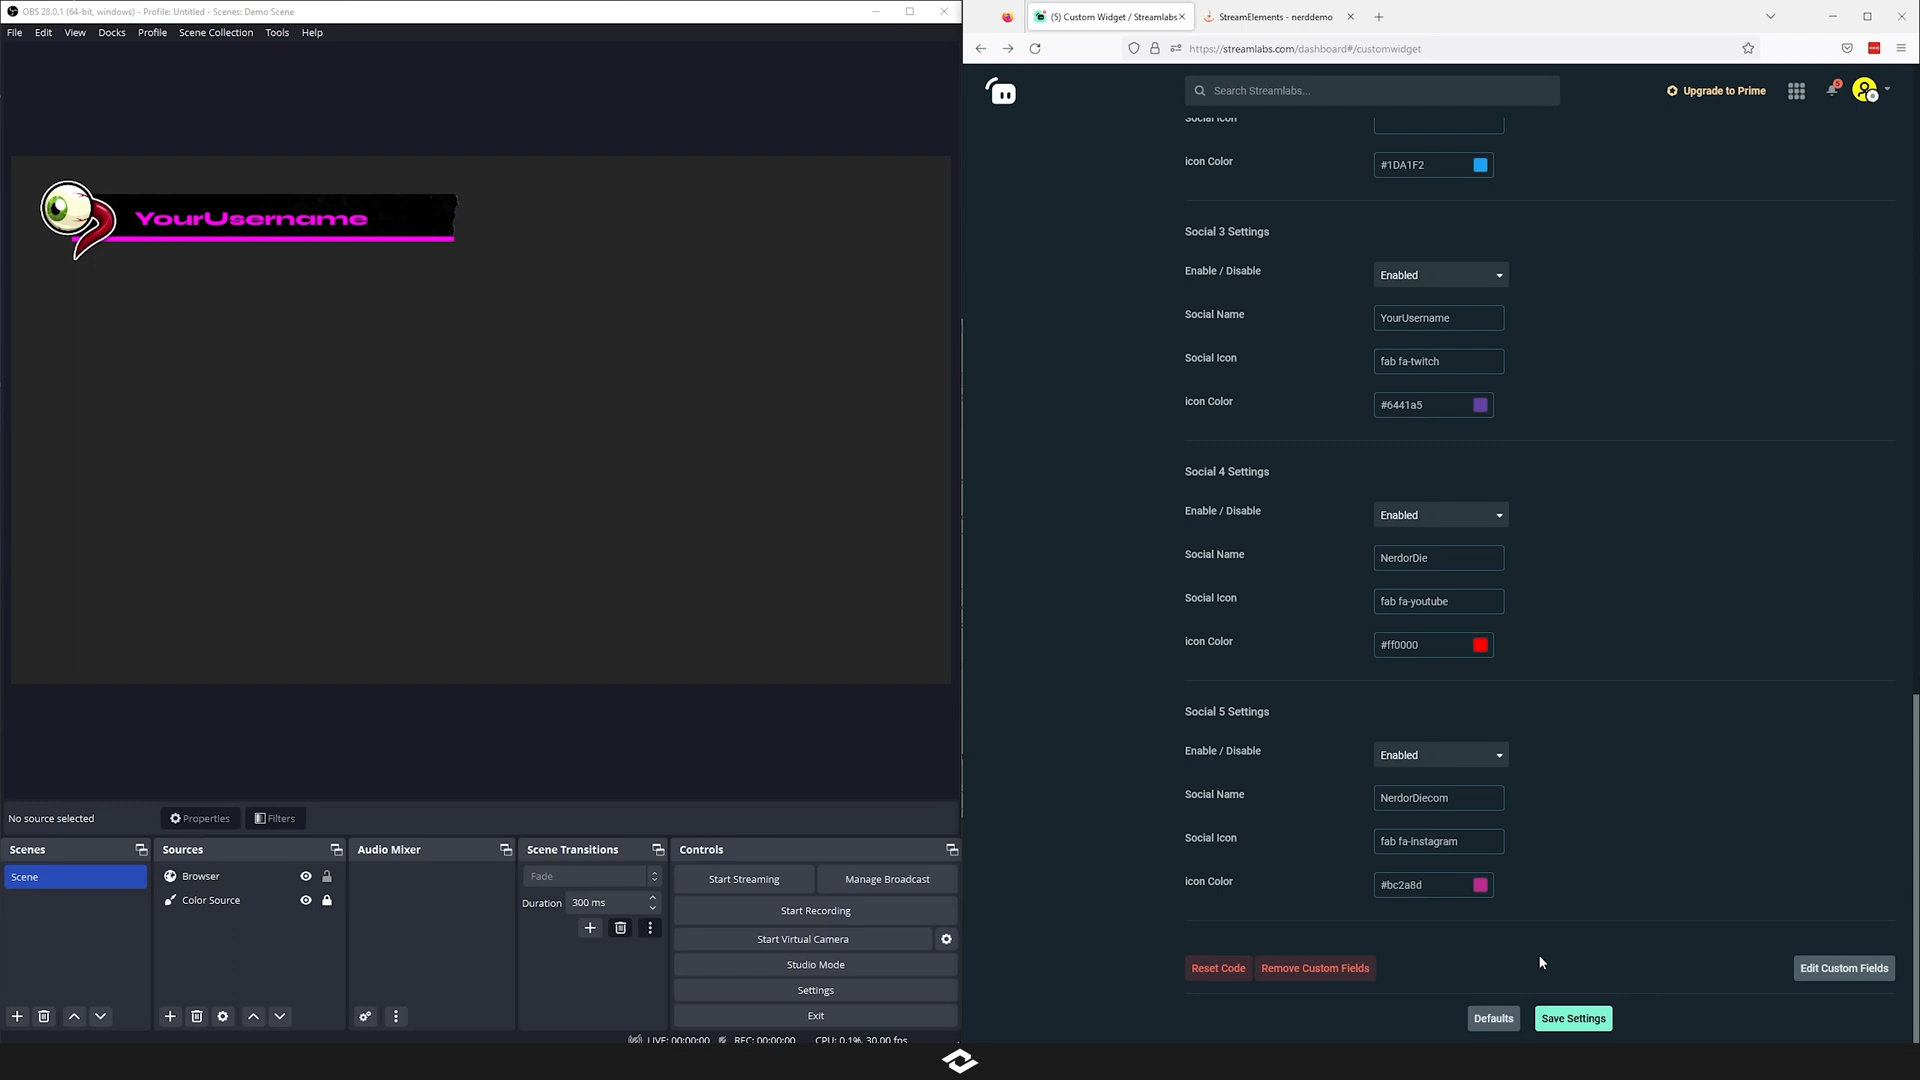 OBS 28.0.1 (64-bit, windows) - Profile: Untitled - Scenes: Demo Scene
File Edit View Docks Profile Scene Collection Tools Help
YourUsername
No source selected
Properties
Filters
Scenes
Scene
Sources
Browser
Color Source
Audio Mixer
Scene Transitions
Fade
Duration 300 ms
Controls
Start Streaming
Manage Broadcast
Start Recording
Start Virtual Camera
Studio Mode
Settings
Exit
LIVE: 00:00:00 REC: 00:00:00 CPU: 0.1%, 30.00 fps
(5) Custom Widget / Streamlabs
StreamElements - nerddemo
https://streamlabs.com/dashboard#/customwidget
Search Streamlabs...
Upgrade to Prime
5
Social Icon
icon Color #1DA1F2
Social 3 Settings
Enable / Disable Enabled
Social Name YourUsername
Social Icon fab fa-twitch
icon Color #6441a5
Social 4 Settings
Enable / Disable Enabled
Social Name NerdorDie
Social Icon fab fa-youtube
icon Color #ff0000
Social 5 Settings
Enable / Disable Enabled
Social Name NerdorDiecom
Social Icon fab fa-instagram
icon Color #bc2a8d
Reset Code Remove Custom Fields Edit Custom Fields
Defaults Save Settings